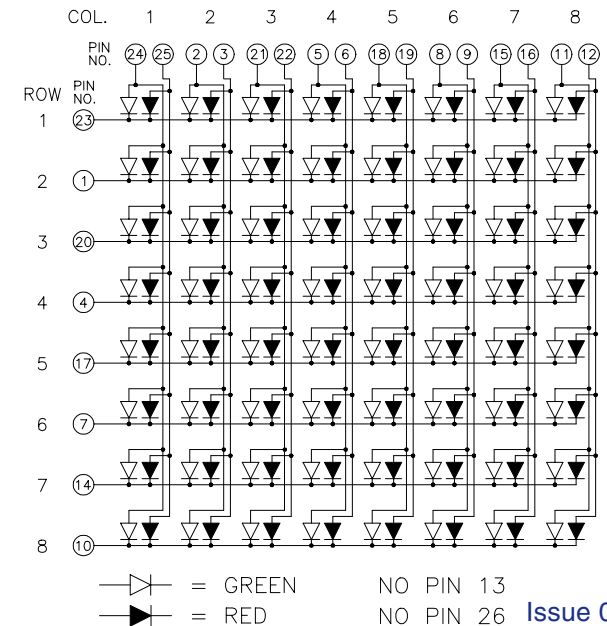 COL. 1 2 3 4 5 6 7 8
PIN NO. 24 25 2 3 21 22 5 6 18 19 8 9 15 16 11 12
ROW PIN NO.
1 23
2 1
3 20
4 4
5 17
6 7
7 14
8 10
= GREEN NO PIN 13
= RED NO PIN 26 Issue 0